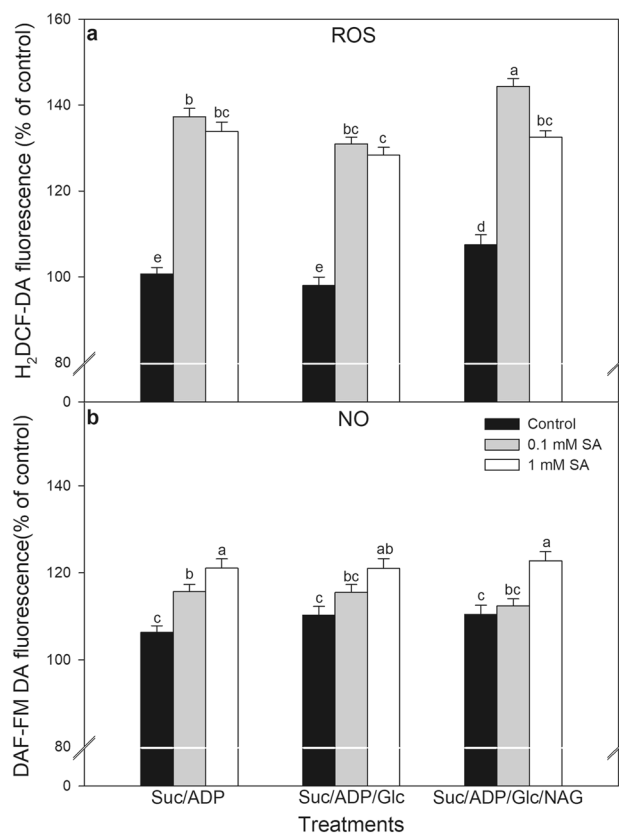 a
ROS
160
140
120
100
80
0
H₂DCF-DA fluorescence (% of control)
e
b
bc
e
bc
c
d
a
bc
b
NO
Control
0.1 mM SA
1 mM SA
140
120
100
80
0
DAF-FM DA fluorescence(% of control)
c
b
a
c
bc
ab
c
bc
a
Suc/ADP
Suc/ADP/Glc
Suc/ADP/Glc/NAG
Treatments